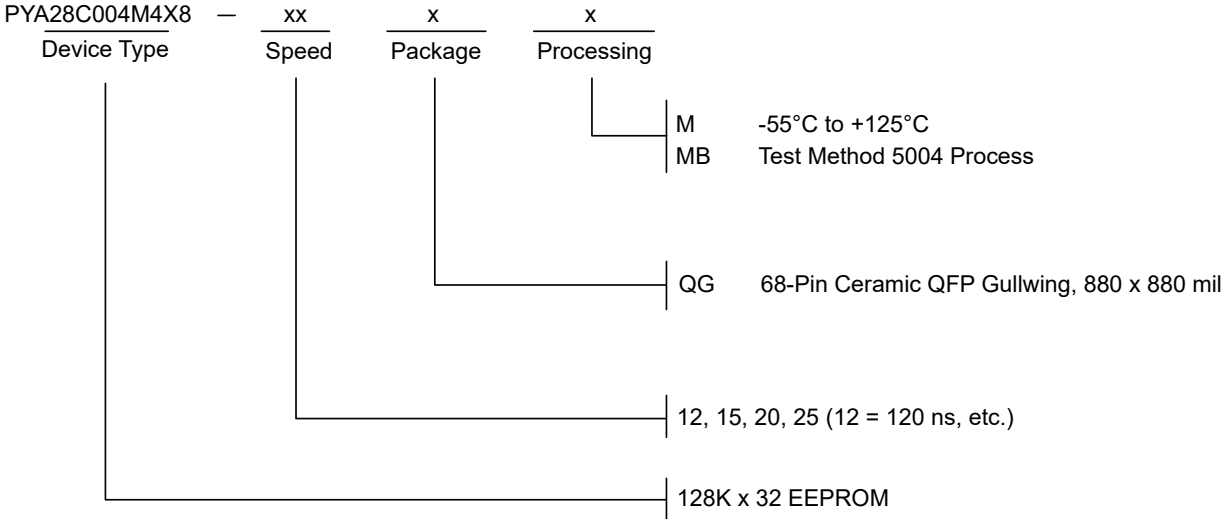 PYA28C004M4X8 — xx x x
Device Type Speed Package Processing
M -55°C to +125°C
MB Test Method 5004 Process
QG 68-Pin Ceramic QFP Gullwing, 880 x 880 mil
12, 15, 20, 25 (12 = 120 ns, etc.)
128K x 32 EEPROM